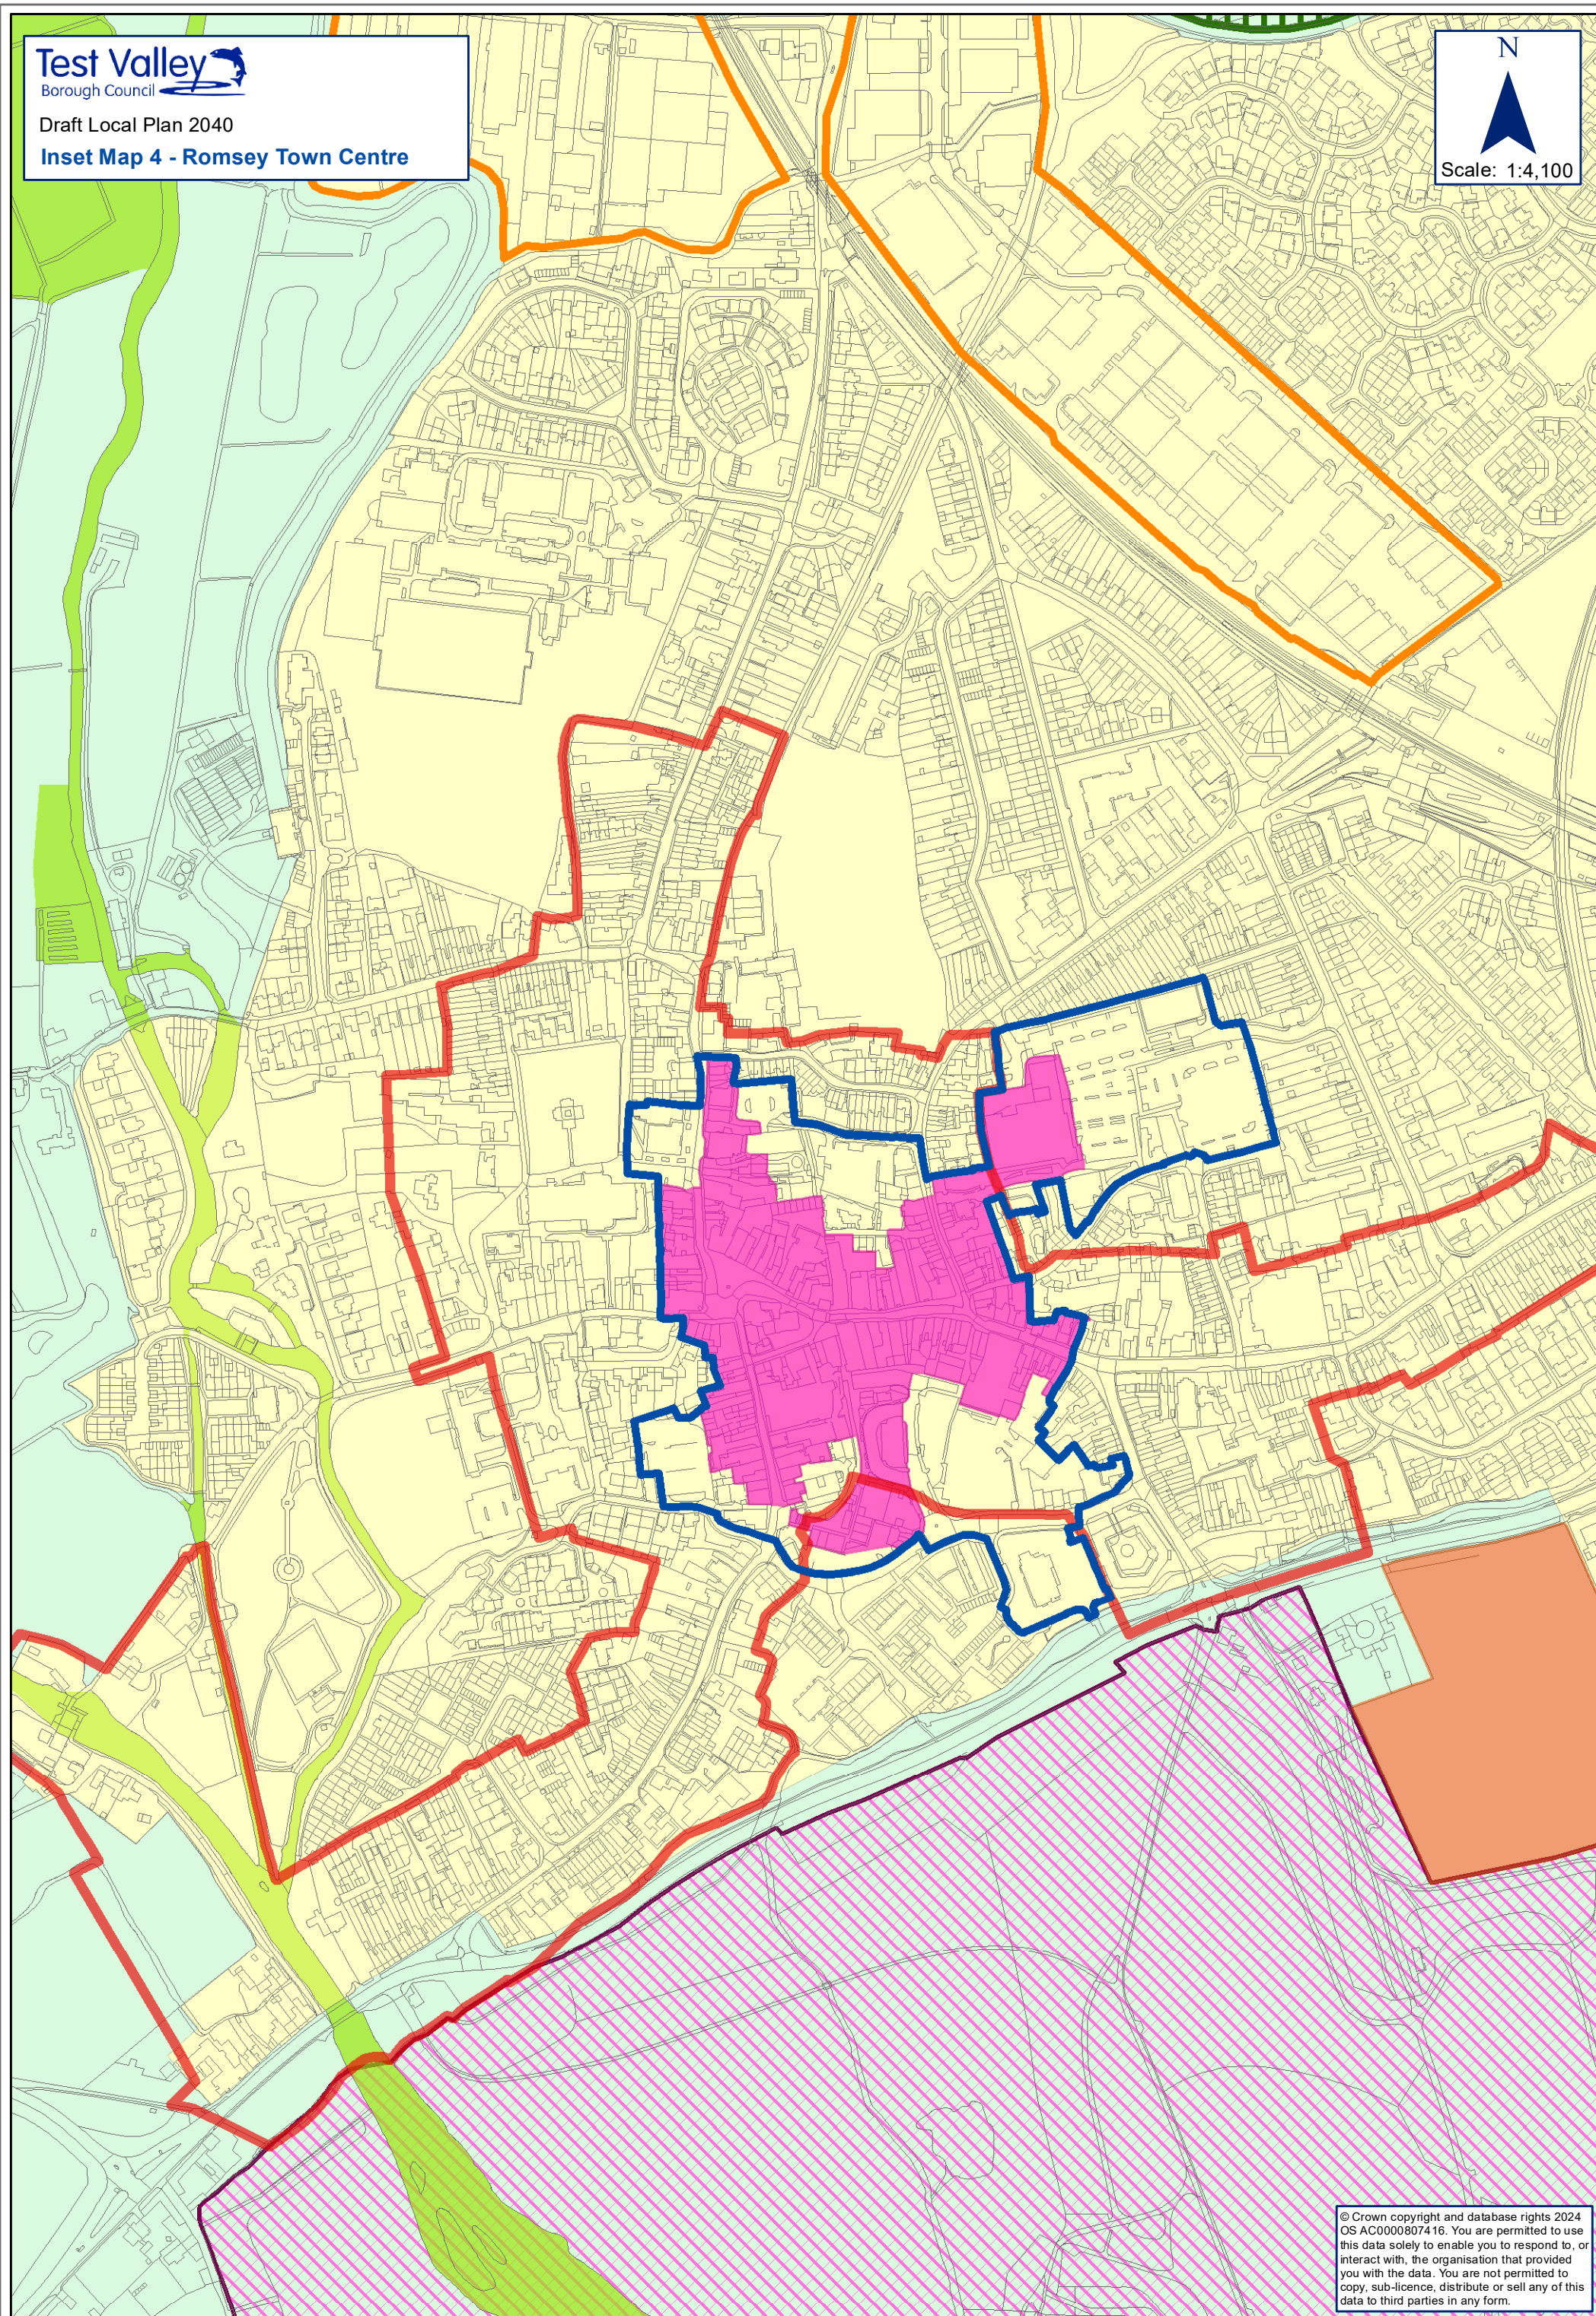 Test Valley
Borough Council
Draft Local Plan 2040
Inset Map 4 - Romsey Town Centre
N
Scale: 1:4,100
© Crown copyright and database rights 2024
OS AC0000807416. You are permitted to use
this data solely to enable you to respond to, or
interact with, the organisation that provided
you with the data. You are not permitted to
copy, sub-licence, distribute or sell any of this
data to third parties in any form.